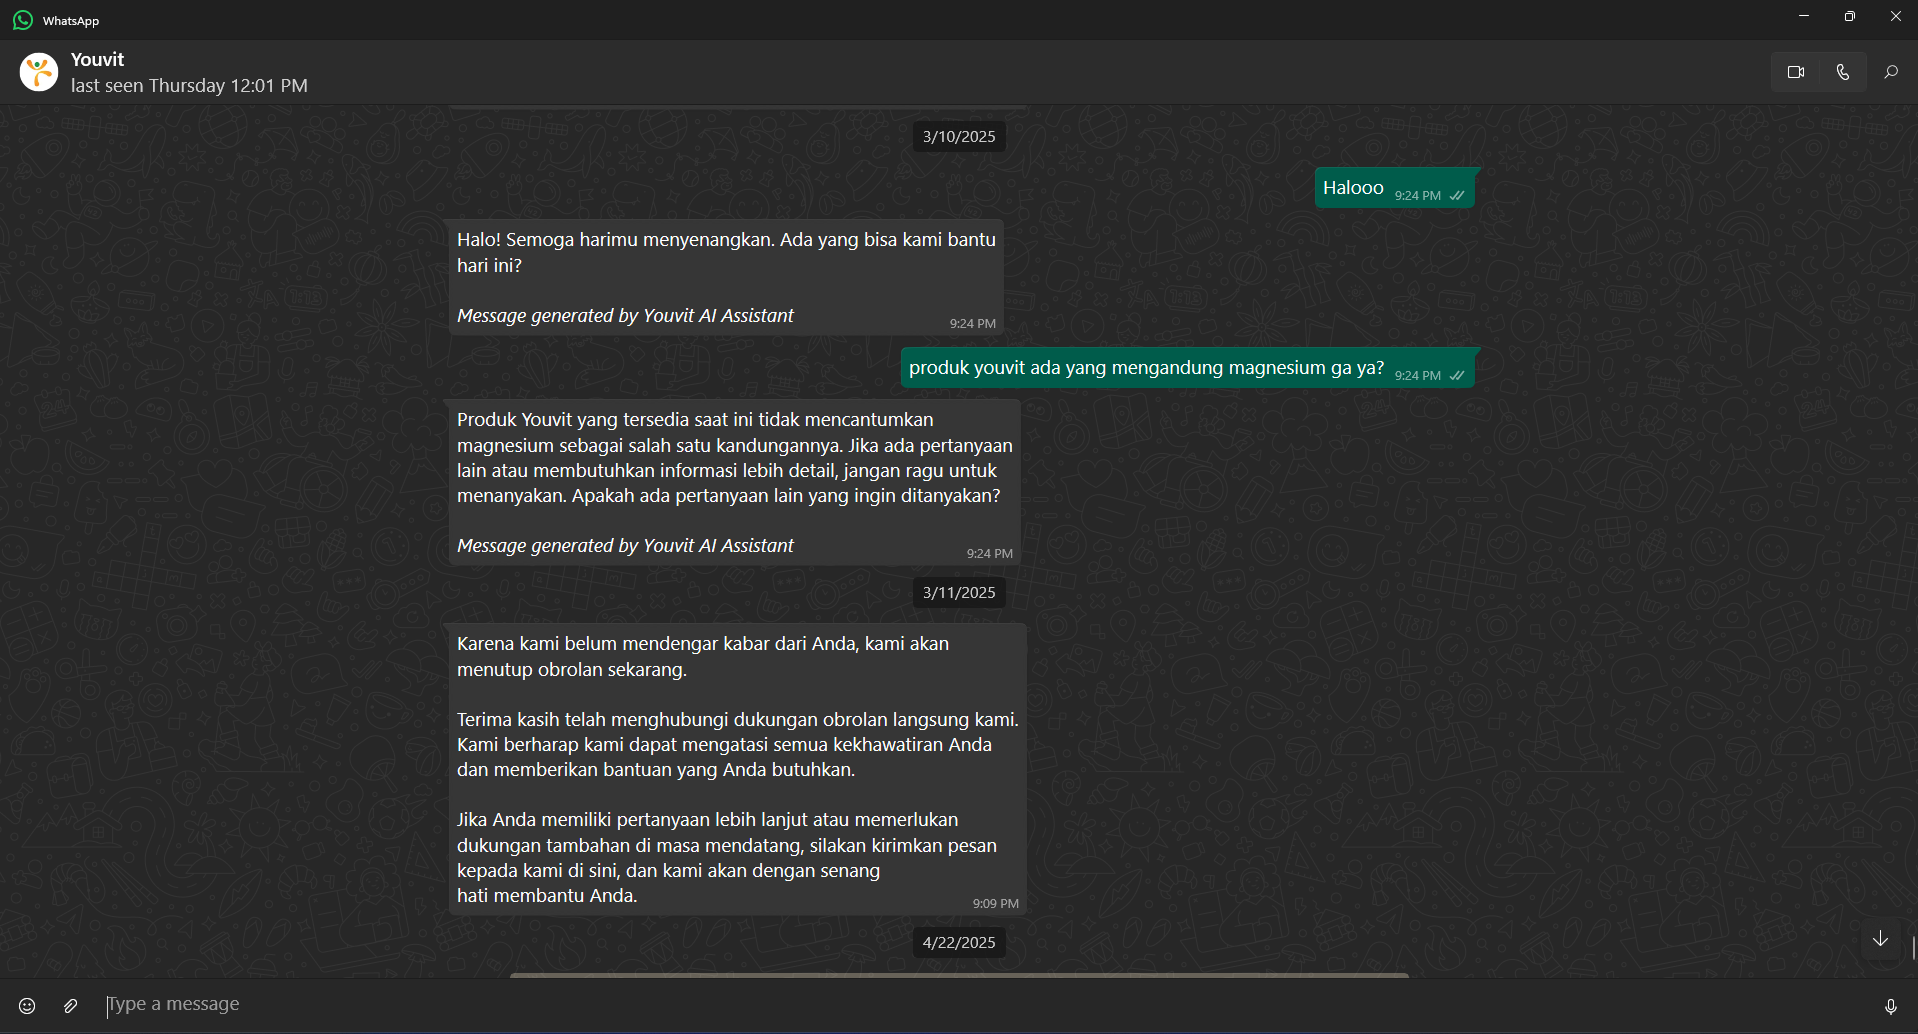 WhatsApp
Youvit
last seen Thursday 12:01 PM
3/10/2025
Halooo 9:24 PM
Halo! Semoga harimu menyenangkan. Ada yang bisa kami bantu
hari ini?
Message generated by Youvit AI Assistant
9:24 PM
produk youvit ada yang mengandung magnesium ga ya? 9:24 PM
Produk Youvit yang tersedia saat ini tidak mencantumkan
magnesium sebagai salah satu kandungannya. Jika ada pertanyaan
lain atau membutuhkan informasi lebih detail, jangan ragu untuk
menanyakan. Apakah ada pertanyaan lain yang ingin ditanyakan?
Message generated by Youvit AI Assistant
9:24 PM
3/11/2025
Karena kami belum mendengar kabar dari Anda, kami akan
menutup obrolan sekarang.
Terima kasih telah menghubungi dukungan obrolan langsung kami.
Kami berharap kami dapat mengatasi semua kekhawatiran Anda
dan memberikan bantuan yang Anda butuhkan.
Jika Anda memiliki pertanyaan lebih lanjut atau memerlukan
dukungan tambahan di masa mendatang, silakan kirimkan pesan
kepada kami di sini, dan kami akan dengan senang
hati membantu Anda.
9:09 PM
4/22/2025
Type a message